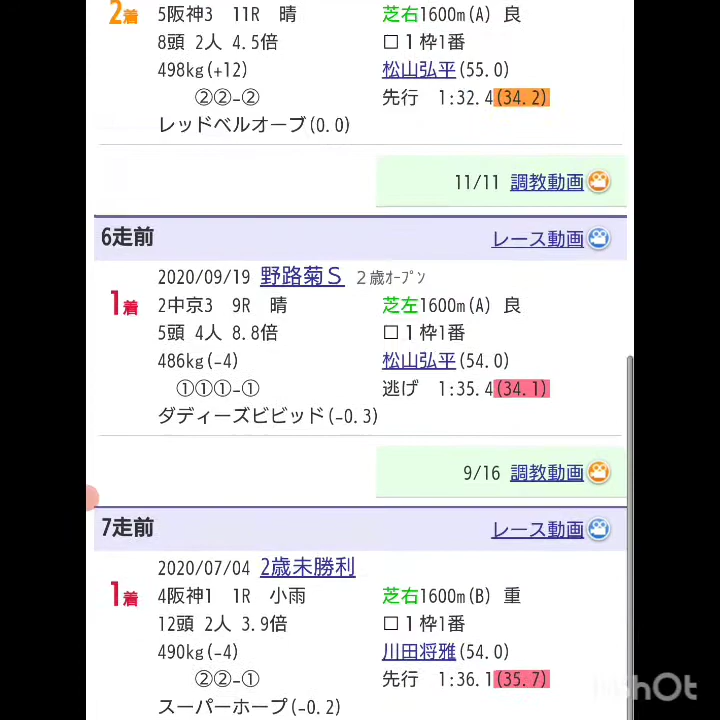 2着 5阪神3 11R 晴 芝右1600m(A) 良
8頭 2人 4.5倍 □1枠1番
498kg(+12) 松山弘平(55.0)
②②-② 先行 1:32.4(34.2)
レッドベルオーブ(0.0)
11/11 調教動画
6走前 レース動画
2020/09/19 野路菊S 2歳オープン
1着 2中京3 9R 晴 芝左1600m(A) 良
5頭 4人 8.8倍 □1枠1番
486kg(-4) 松山弘平(54.0)
①①①-① 逃げ 1:35.4(34.1)
ダディーズビビッド(-0.3)
9/16 調教動画
7走前 レース動画
2020/07/04 2歳未勝利
1着 4阪神1 1R 小雨 芝右1600m(B) 重
12頭 2人 3.9倍 □1枠1番
490kg(-4) 川田将雅(54.0)
②②-① 先行 1:36.1(35.7)
スーパーホープ(-0.2)